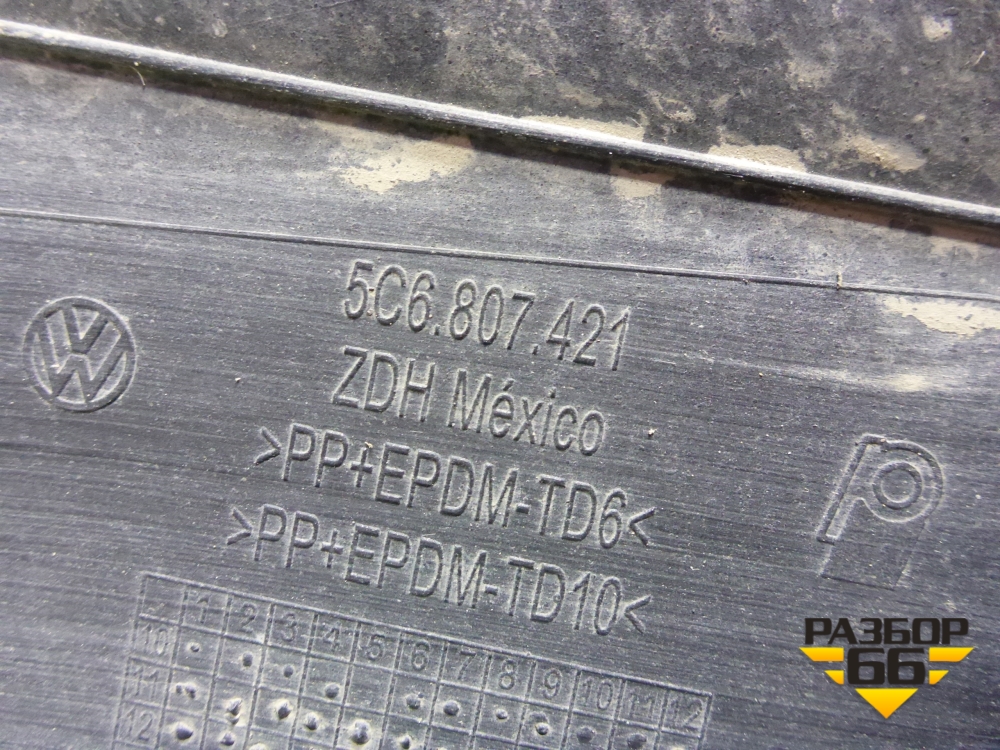 5C6.807.421
VW
ZDH México
>PP+EPDM-TD6<
>PP+EPDM-TD10<
1 2 3 4 5 6 7 8 9 10 11 12
10
11
12
РАЗБОР
66